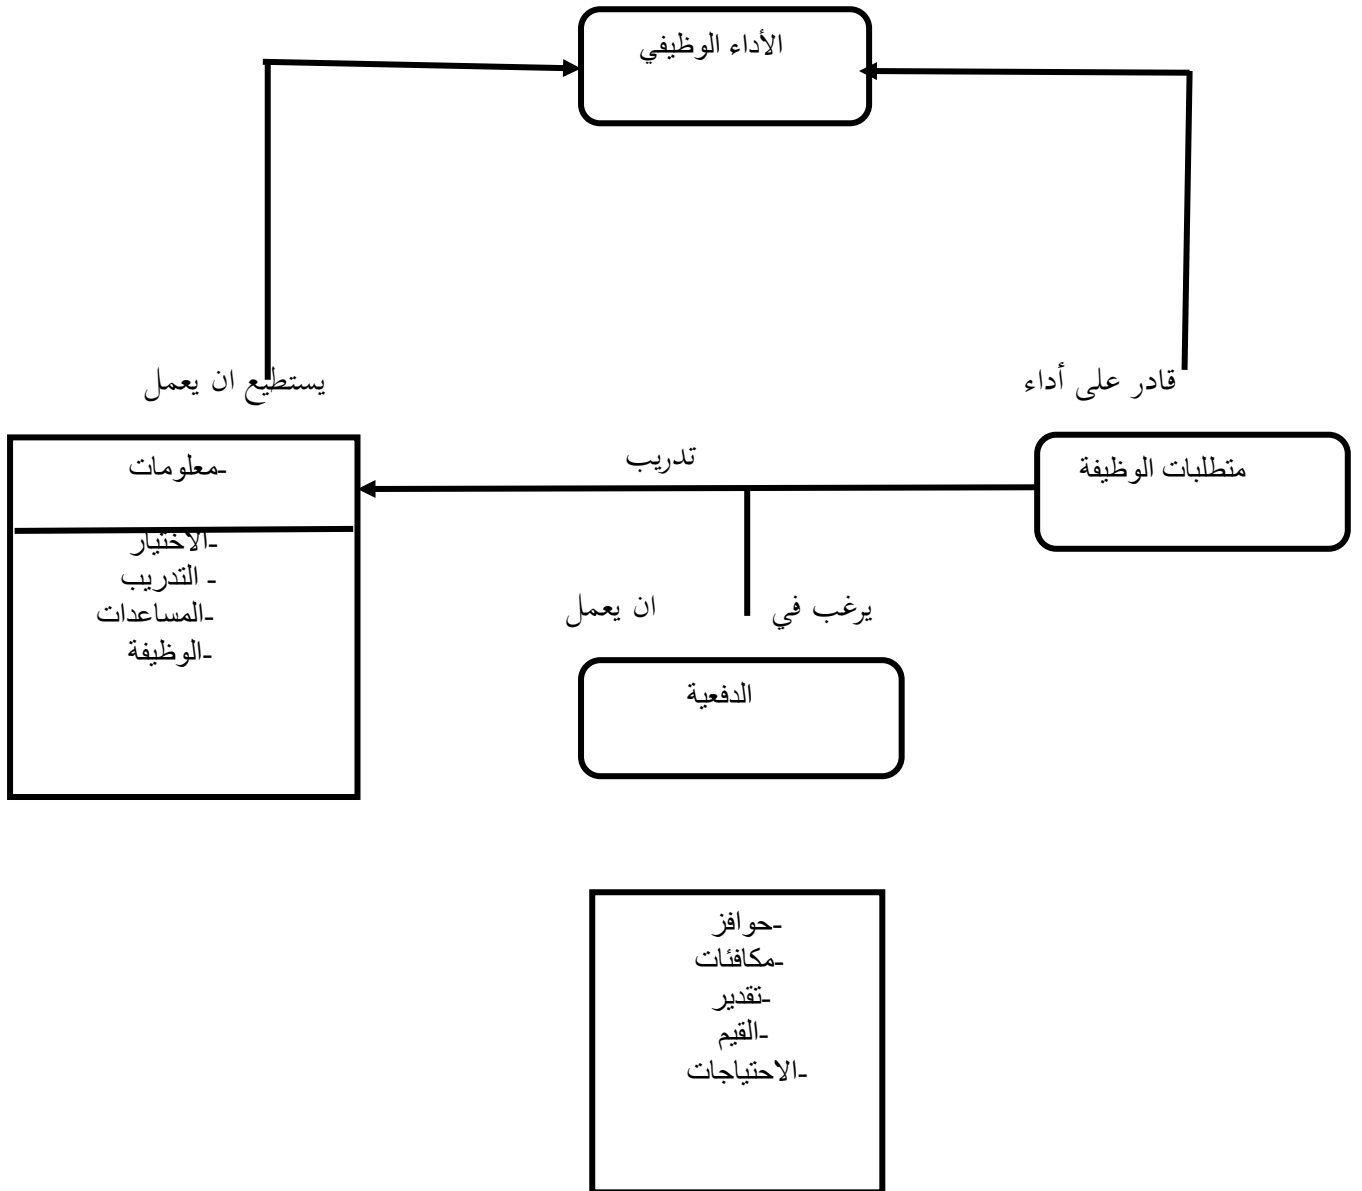 الأداء الوظيفي
قادر على أداء
يستطيع ان يعمل
متطلبات الوظيفة
تدريب
-معلومات
-الاختيار
- التدريب
-المساعدات
-الوظيفة
يرغب في ان يعمل
الدفعية
-حوافز
-مكافئات
-تقدير
-القيم
-الاحتياجات